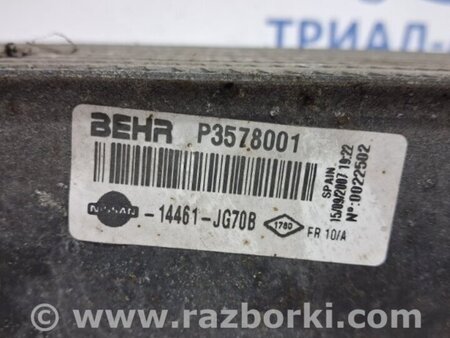 ТРИАЛ-А
BEHR P3578001
SPAIN
15/09/2007 19:22
Nº:0022502
NISSAN
-14461-JG70B
1780
FR 10/A
www.razborki.com